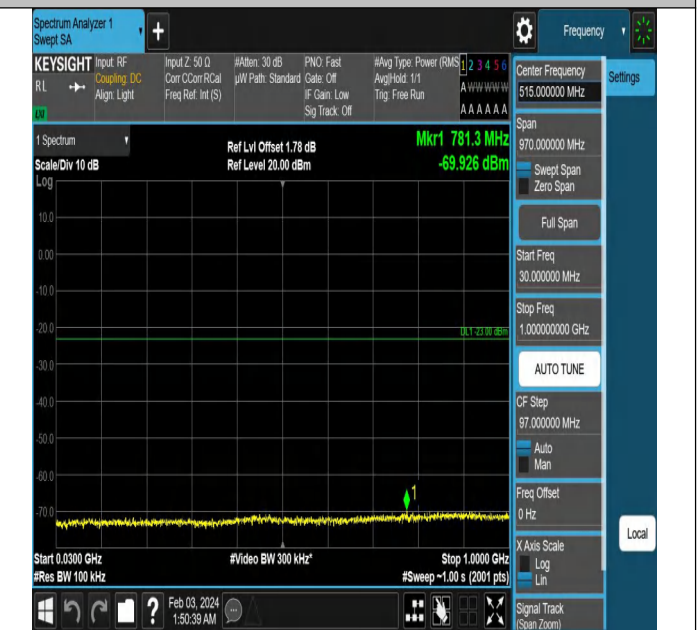 Spectrum Analyzer 1
Swept SA
Frequency
KEYSIGHT
RL
LXI
Input: RF
Coupling: DC
Align: Light
Input Z: 50 Ω
Corr CCorr RCal
Freq Ref: Int (S)
#Atten: 30 dB
µW Path: Standard
PNO: Fast
Gate: Off
IF Gain: Low
Sig Track: Off
#Avg Type: Power (RMS
Avg|Hold: 1/1
Trig: Free Run
1 2 3 4 5 6
A W W W W W
A A A A A A
Center Frequency
515.000000 MHz
Settings
1 Spectrum
Scale/Div 10 dB
Log
Ref Lvl Offset 1.78 dB
Ref Level 20.00 dBm
Mkr1 781.3 MHz
-69.926 dBm
10.0
0.00
-10.0
-20.0
-30.0
-40.0
-50.0
-60.0
-70.0
DL1 -23.00 dBm
1
Start 0.0300 GHz
#Res BW 100 kHz
#Video BW 300 kHz*
Stop 1.0000 GHz
#Sweep ~1.00 s (2001 pts)
Span
970.000000 MHz
Swept Span
Zero Span
Full Span
Start Freq
30.000000 MHz
Stop Freq
1.000000000 GHz
AUTO TUNE
CF Step
97.000000 MHz
Auto
Man
Freq Offset
0 Hz
X Axis Scale
Log
Lin
Signal Track
(Span Zoom)
Local
?
Feb 03, 2024
1:50:39 AM